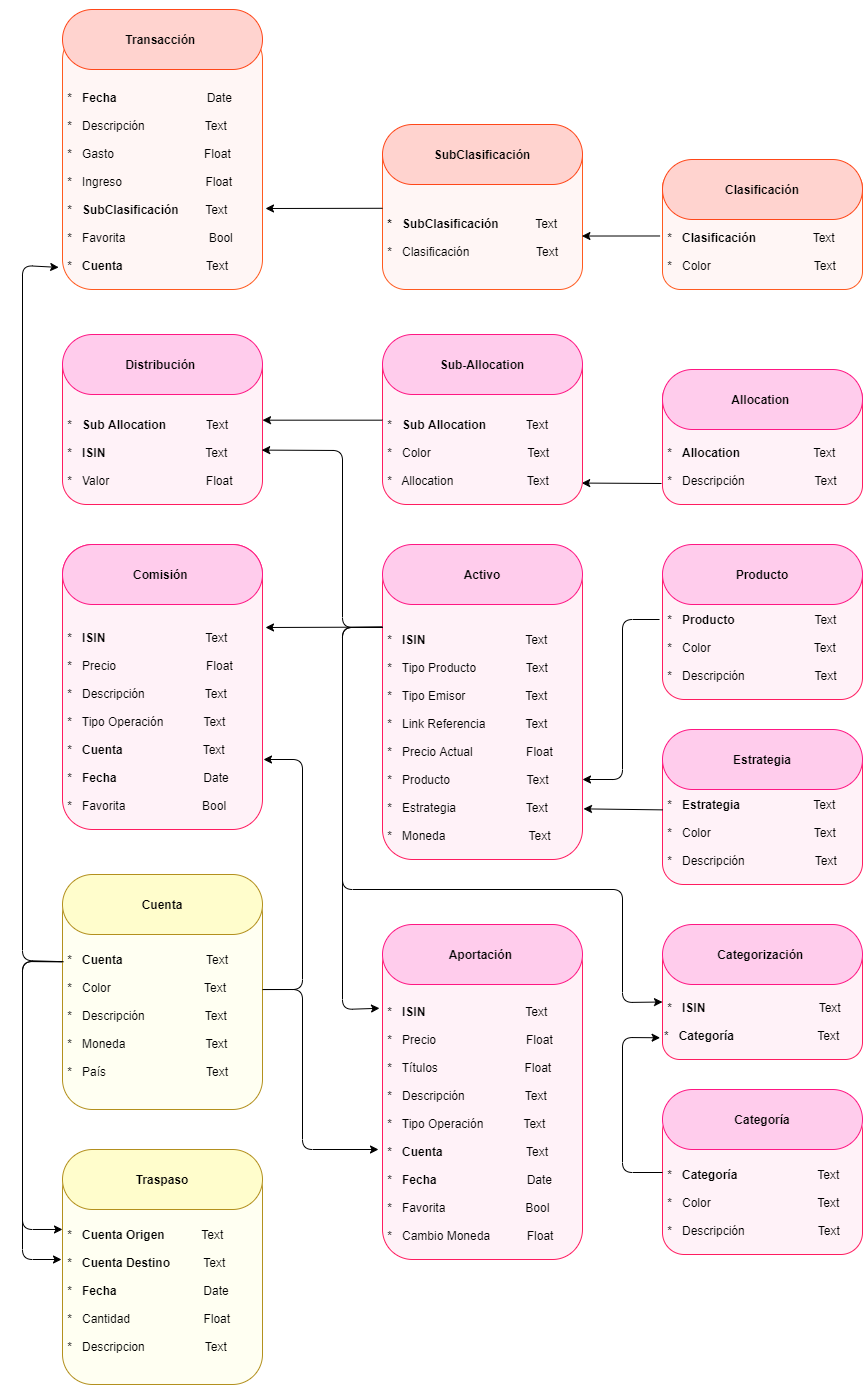 Transacción
* Fecha Date
* Descripción Text
* Gasto Float
* Ingreso Float
* SubClasificación Text
* Favorita Bool
* Cuenta Text
SubClasificación
* SubClasificación Text
* Clasificación Text
Clasificación
* Clasificación Text
* Color Text
Distribución
* Sub Allocation Text
* ISIN Text
* Valor Float
Sub-Allocation
* Sub Allocation Text
* Color Text
* Allocation Text
Allocation
* Allocation Text
* Descripción Text
Comisión
* ISIN Text
* Precio Float
* Descripción Text
* Tipo Operación Text
* Cuenta Text
* Fecha Date
* Favorita Bool
Activo
* ISIN Text
* Tipo Producto Text
* Tipo Emisor Text
* Link Referencia Text
* Precio Actual Float
* Producto Text
* Estrategia Text
* Moneda Text
Producto
* Producto Text
* Color Text
* Descripción Text
Estrategia
* Estrategia Text
* Color Text
* Descripción Text
Cuenta
* Cuenta Text
* Color Text
* Descripción Text
* Moneda Text
* País Text
Aportación
* ISIN Text
* Precio Float
* Títulos Float
* Descripción Text
* Tipo Operación Text
* Cuenta Text
* Fecha Date
* Favorita Bool
* Cambio Moneda Float
Categorización
* ISIN Text
* Categoría Text
Categoría
* Categoría Text
* Color Text
* Descripción Text
Traspaso
* Cuenta Origen Text
* Cuenta Destino Text
* Fecha Date
* Cantidad Float
* Descripcion Text